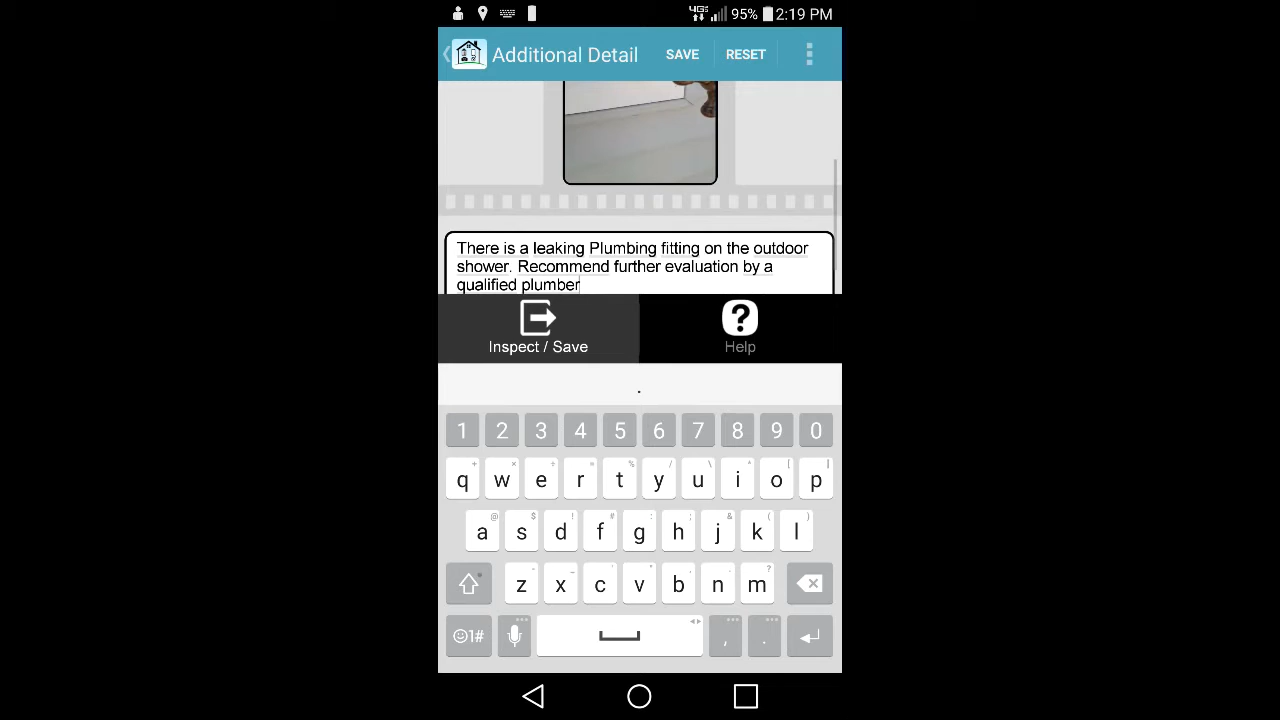 4G 95% 2:19 PM
Additional Detail SAVE RESET
There is a leaking Plumbing fitting on the outdoor
shower. Recommend further evaluation by a
qualified plumber
Inspect / Save Help
.
1 2 3 4 5 6 7 8 9 0
q w e r t y u i o p
a s d f g h j k l
z x c v b n m
☺1# , .